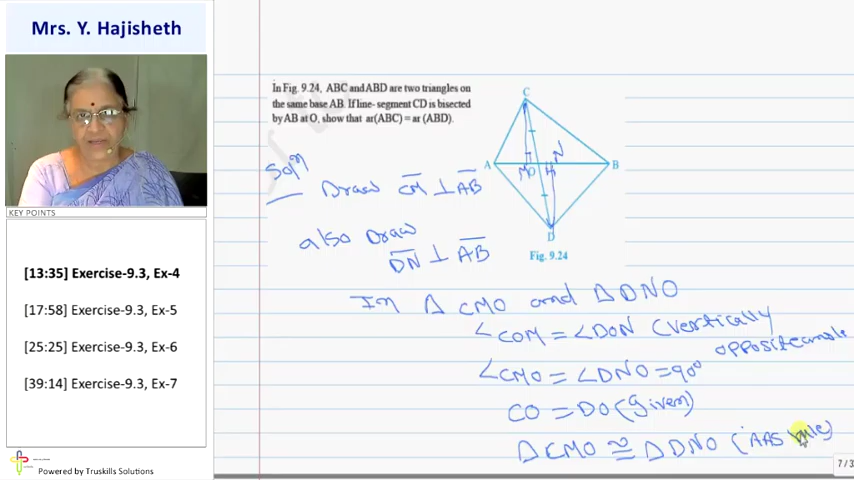 Mrs. Y. Hajisheth
KEY POINTS
[13:35] Exercise-9.3, Ex-4
[17:58] Exercise-9.3, Ex-5
[25:25] Exercise-9.3, Ex-6
[39:14] Exercise-9.3, Ex-7
Powered by Truskills Solutions
In Fig. 9.24, ABC and ABD are two triangles on
the same base AB. If line- segment CD is bisected
by AB at O, show that ar(ABC) = ar (ABD).
C
A
M
O
N
B
D
Fig. 9.24
Soln
Draw CM ⊥ AB
also Draw
DN ⊥ AB
In Δ CMO and Δ DNO
∠COM = ∠DON (Vertically
opposite angle
∠CMO = ∠DNO = 90°
CO = DO (given)
Δ CMO ≅ Δ DNO (AAS rule)
7 / 3